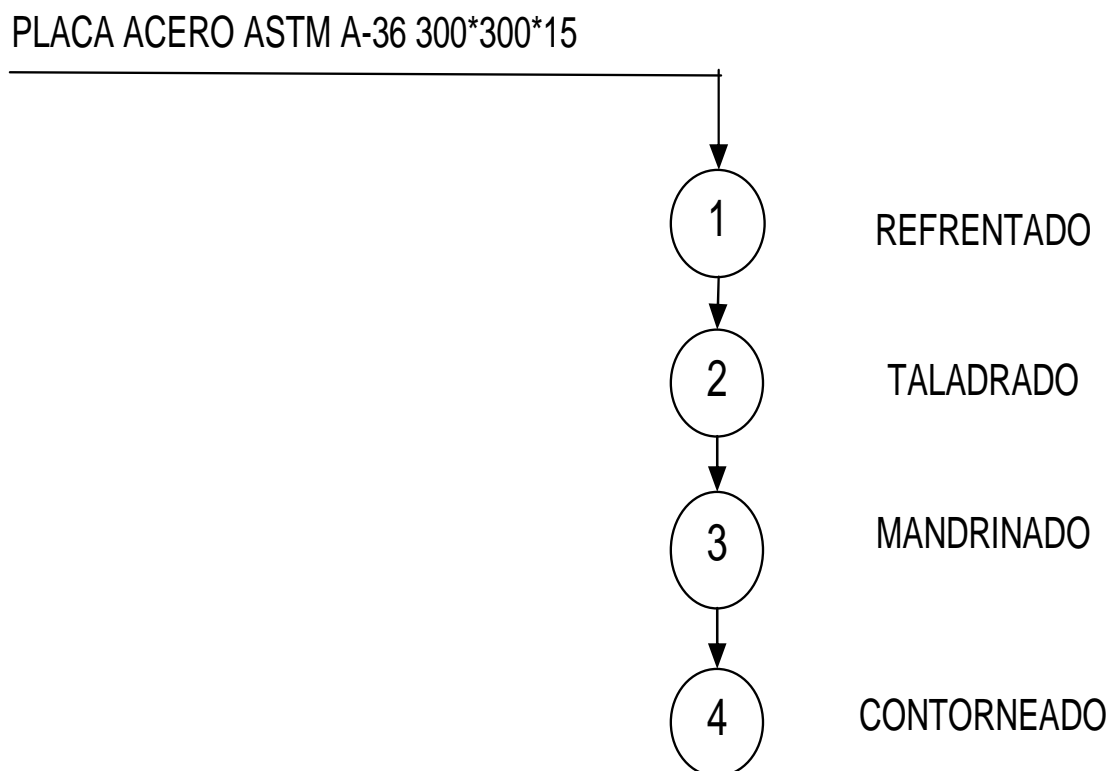 PLACA ACERO ASTM A-36 300*300*15
1
REFRENTADO
2
TALADRADO
3
MANDRINADO
4
CONTORNEADO